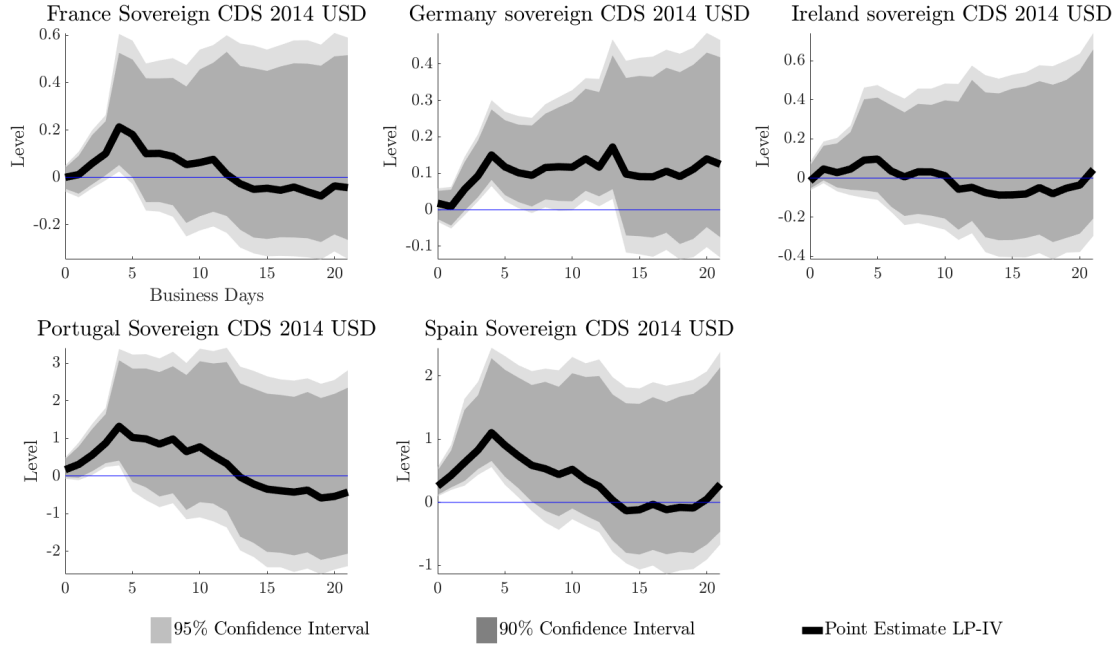 France Sovereign CDS 2014 USD
Germany sovereign CDS 2014 USD
Ireland sovereign CDS 2014 USD
0.6
0.4
0.2
0
-0.2
Level
0 5 10 15 20
Business Days
0.4
0.3
0.2
0.1
0
-0.1
Level
0 5 10 15 20
0.6
0.4
0.2
0
-0.2
-0.4
Level
0 5 10 15 20
Portugal Sovereign CDS 2014 USD
Spain Sovereign CDS 2014 USD
3
2
1
0
-1
-2
Level
0 5 10 15 20
2
1
0
-1
Level
0 5 10 15 20
95% Confidence Interval
90% Confidence Interval
Point Estimate LP-IV